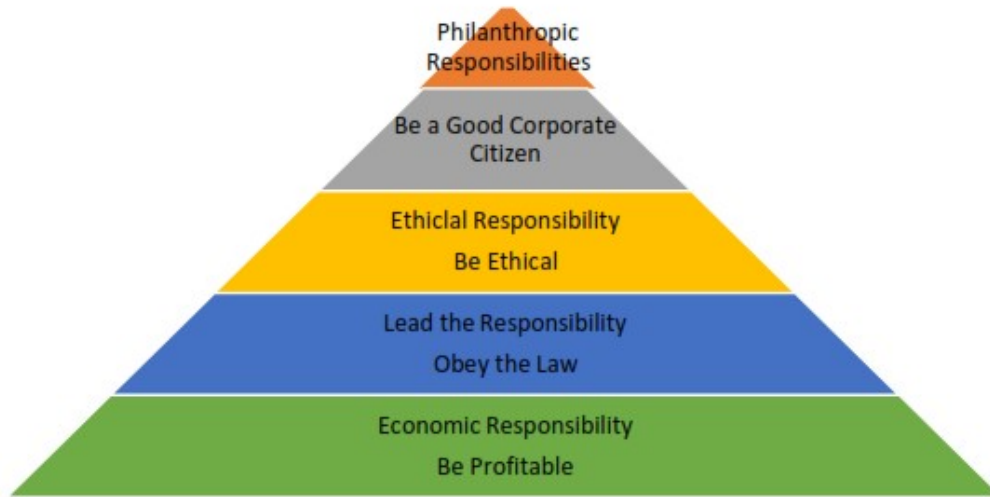 Philanthropic
Responsibilities
Be a Good Corporate
Citizen
Ethiclal Responsibility
Be Ethical
Lead the Responsibility
Obey the Law
Economic Responsibility
Be Profitable